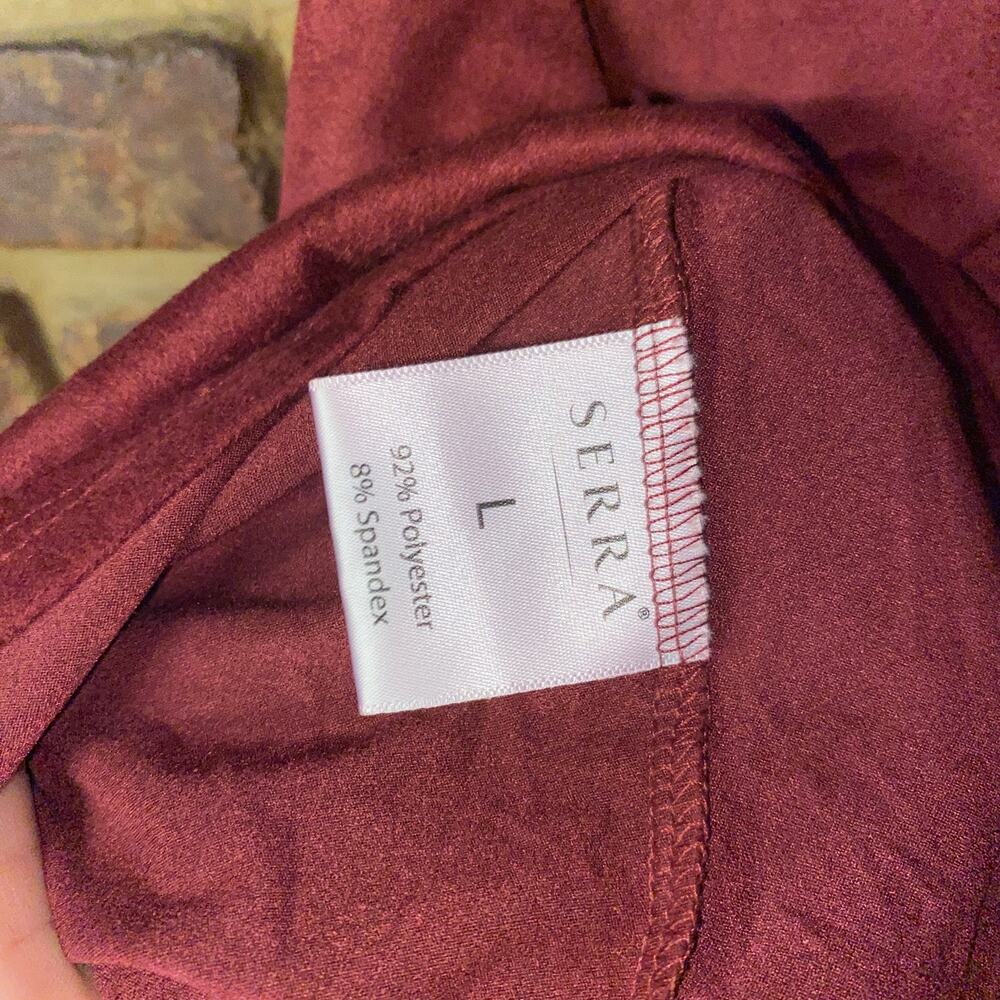 SERRA®
L
92% Polyester
8% Spandex